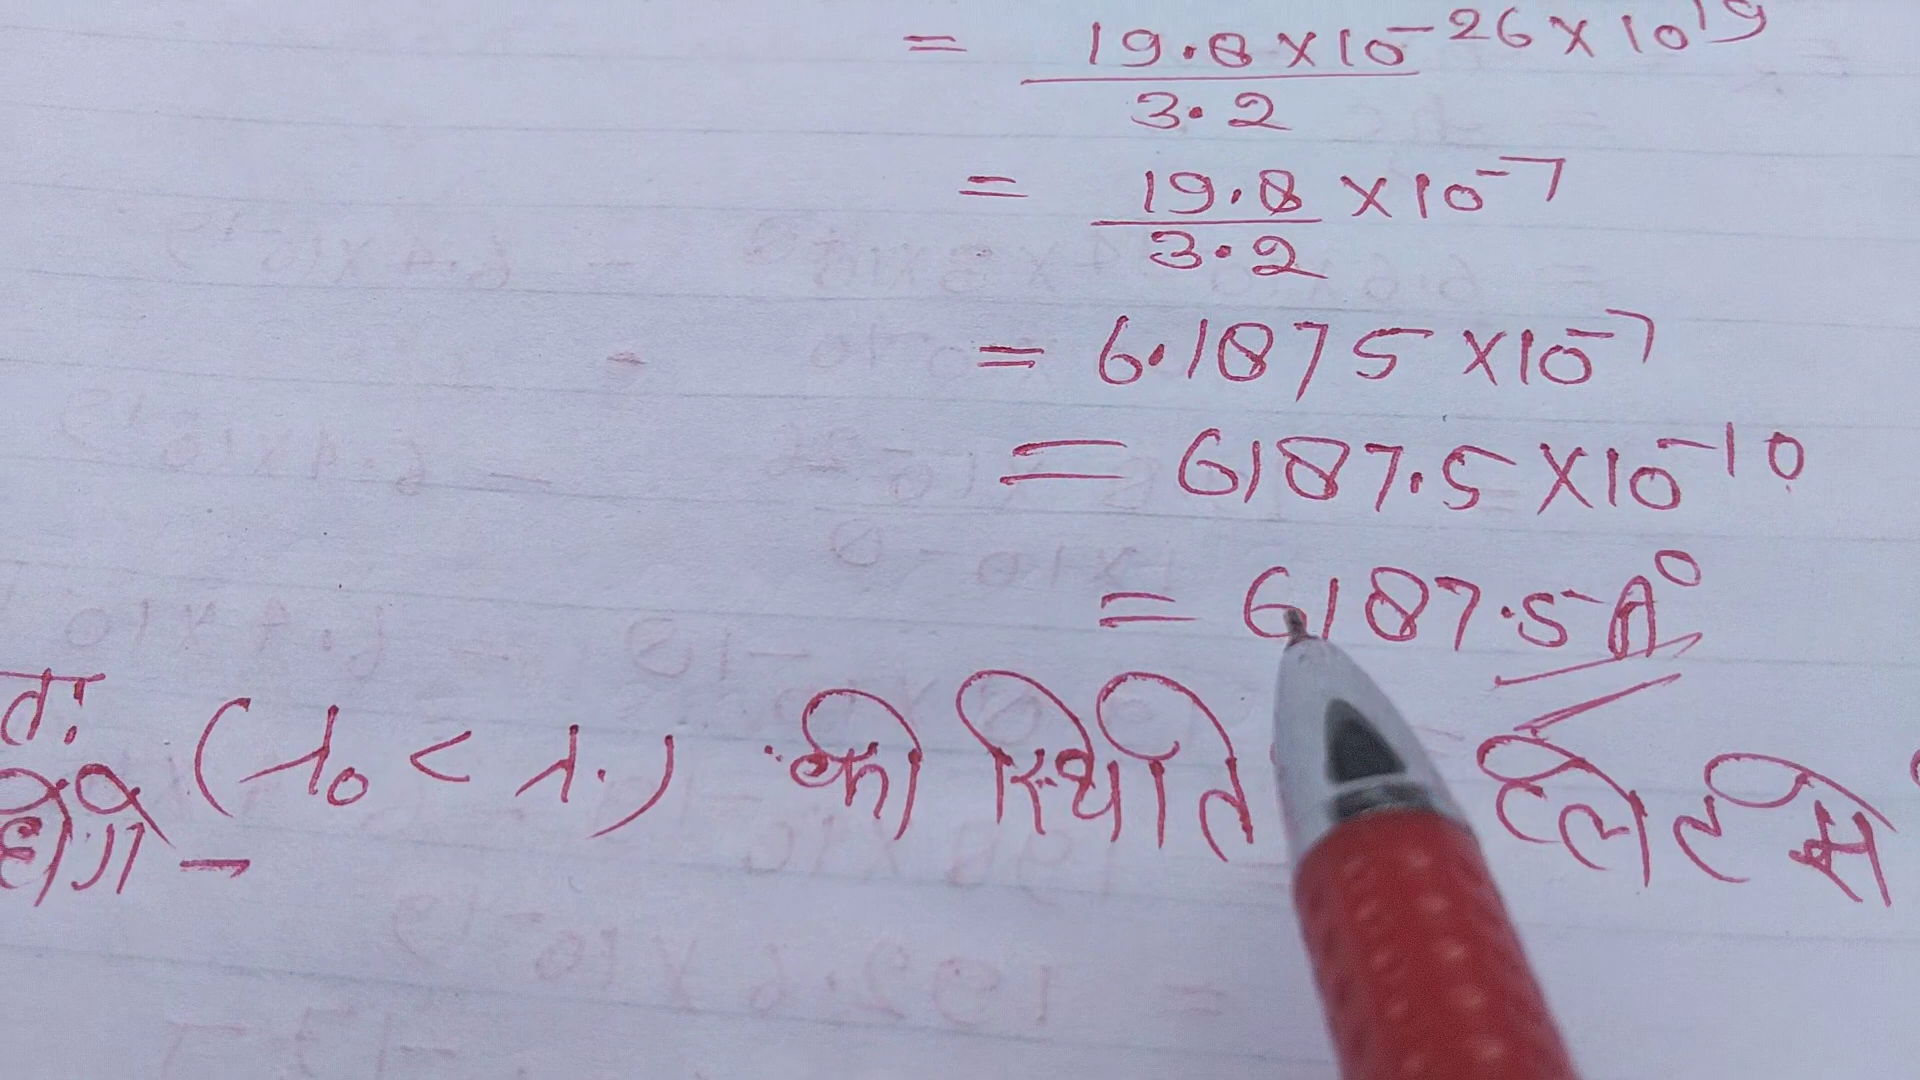 = 19.8×10⁻²⁶×10¹⁹
3.2
= 19.8×10⁻⁷
3.2
= 6.1875×10⁻⁷
= 6187.5×10⁻¹⁰
= 6187.5A⁰
तः (λ₀ < λ.) की स्थिति प्लेट से
होंगे -